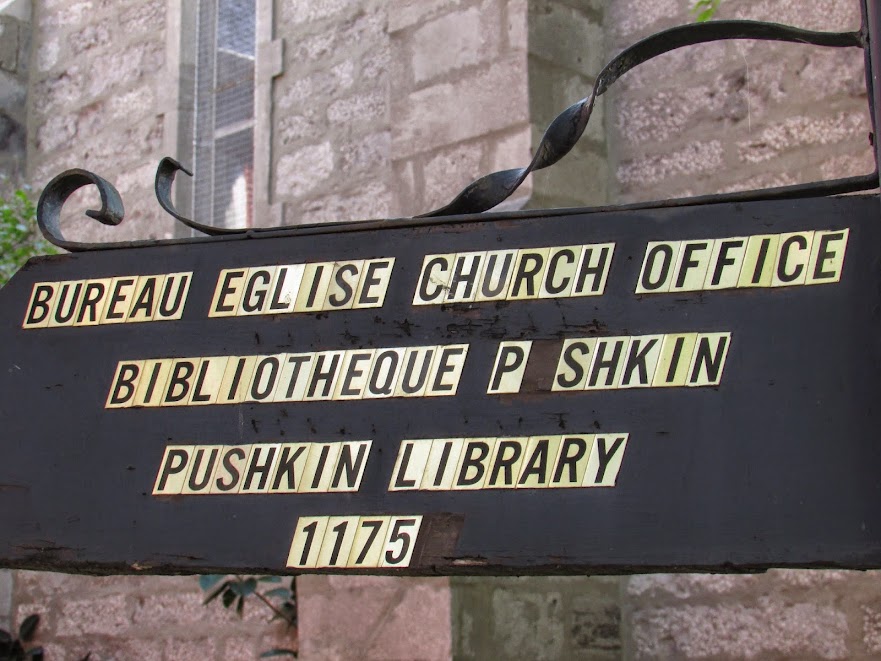 BUREAU EGLISE CHURCH OFFICE
BIBLIOTHEQUE P SHKIN
PUSHKIN LIBRARY
1175